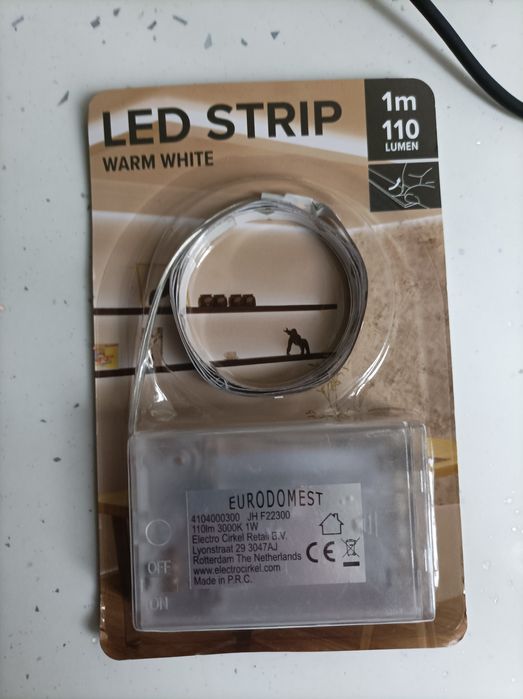 LED STRIP
WARM WHITE
1m
110
LUMEN
EURODOMEST
4104000300 JH F22300
110lm 3000K 1W
Electro Cirkel Retail B.V.
Lyonstraat 29 3047AJ
Rotterdam The Netherlands
www.electrocirkel.com
Made in P.R.C.
CE
OFF
ON